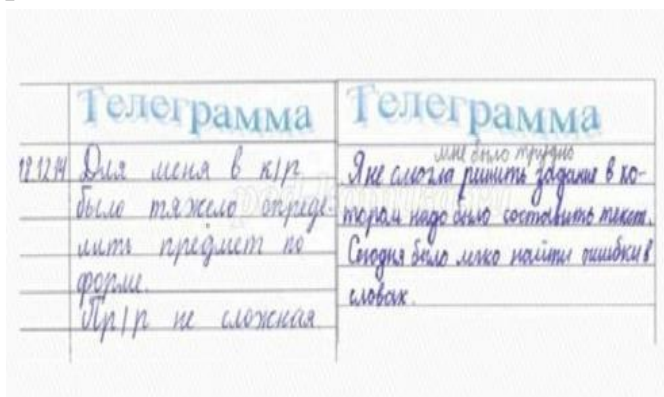 Телеграмма
12.12.14 Для меня в к/р
было тяжело опреде-
лить предмет по
форме.
Пр/р не сложная
Телеграмма
мне было трудно
Я не смогла ришить задание в ко-
тором надо было составить текст.
Сегодня было легко найти ошибки в
словах.